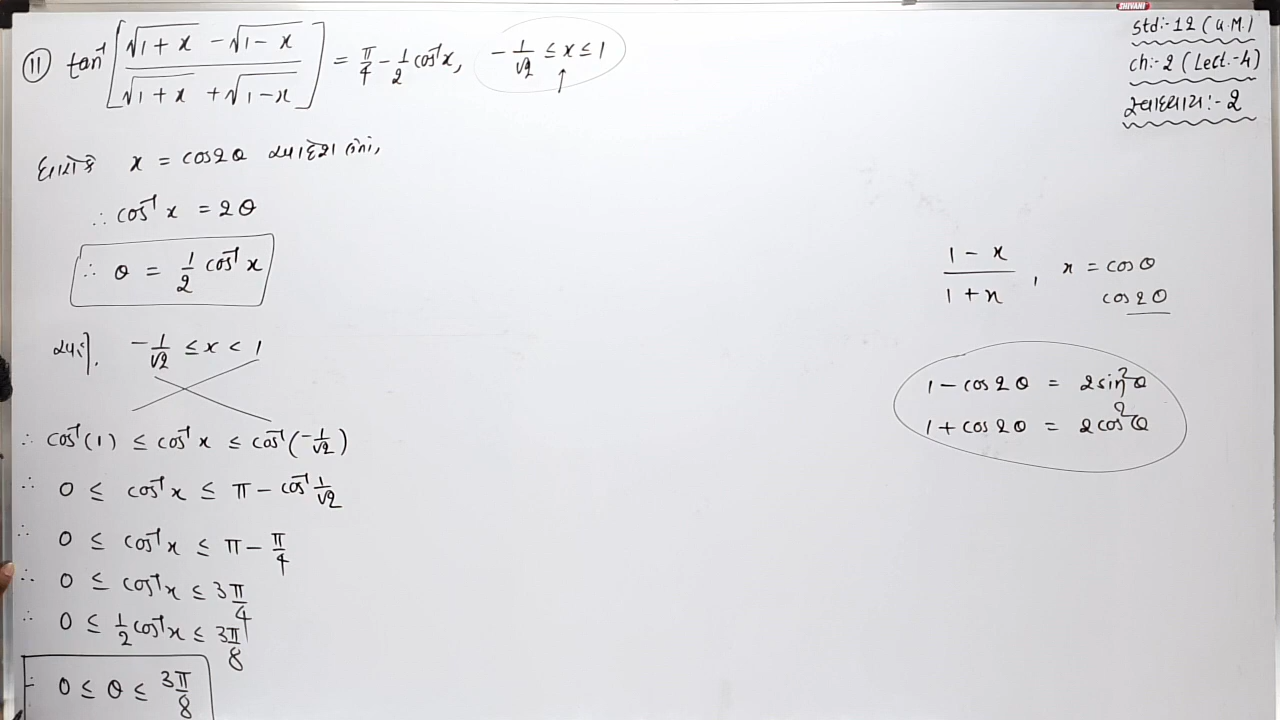 SHIVANI
Std:- 12 (G.M.)
ch:- 2 (Lect.-4)
સ્વાધ્યાય:- 2
(11) tan⁻¹ [ (√1+x - √1-x) / (√1+x + √1-x) ] = π/4 - 1/2 cos⁻¹x, -1/√2 ≤ x ≤ 1
ધારો કે x = cos2θ
∴ cos⁻¹ x = 2θ
∴ θ = 1/2 cos⁻¹ x
-1/√2 ≤ x < 1
∴ cos⁻¹(1) ≤ cos⁻¹ x ≤ cos⁻¹(-1/√2)
∴ 0 ≤ cos⁻¹x ≤ π - cos⁻¹ 1/√2
∴ 0 ≤ cos⁻¹x ≤ π - π/4
∴ 0 ≤ cos⁻¹x ≤ 3π/4
∴ 0 ≤ 1/2 cos⁻¹x ≤ 3π/8
∴ 0 ≤ θ ≤ 3π/8
1 - x / 1 + x , x = cosθ
cos2θ
1 - cos2θ = 2sin²θ
1 + cos2θ = 2cos²θ